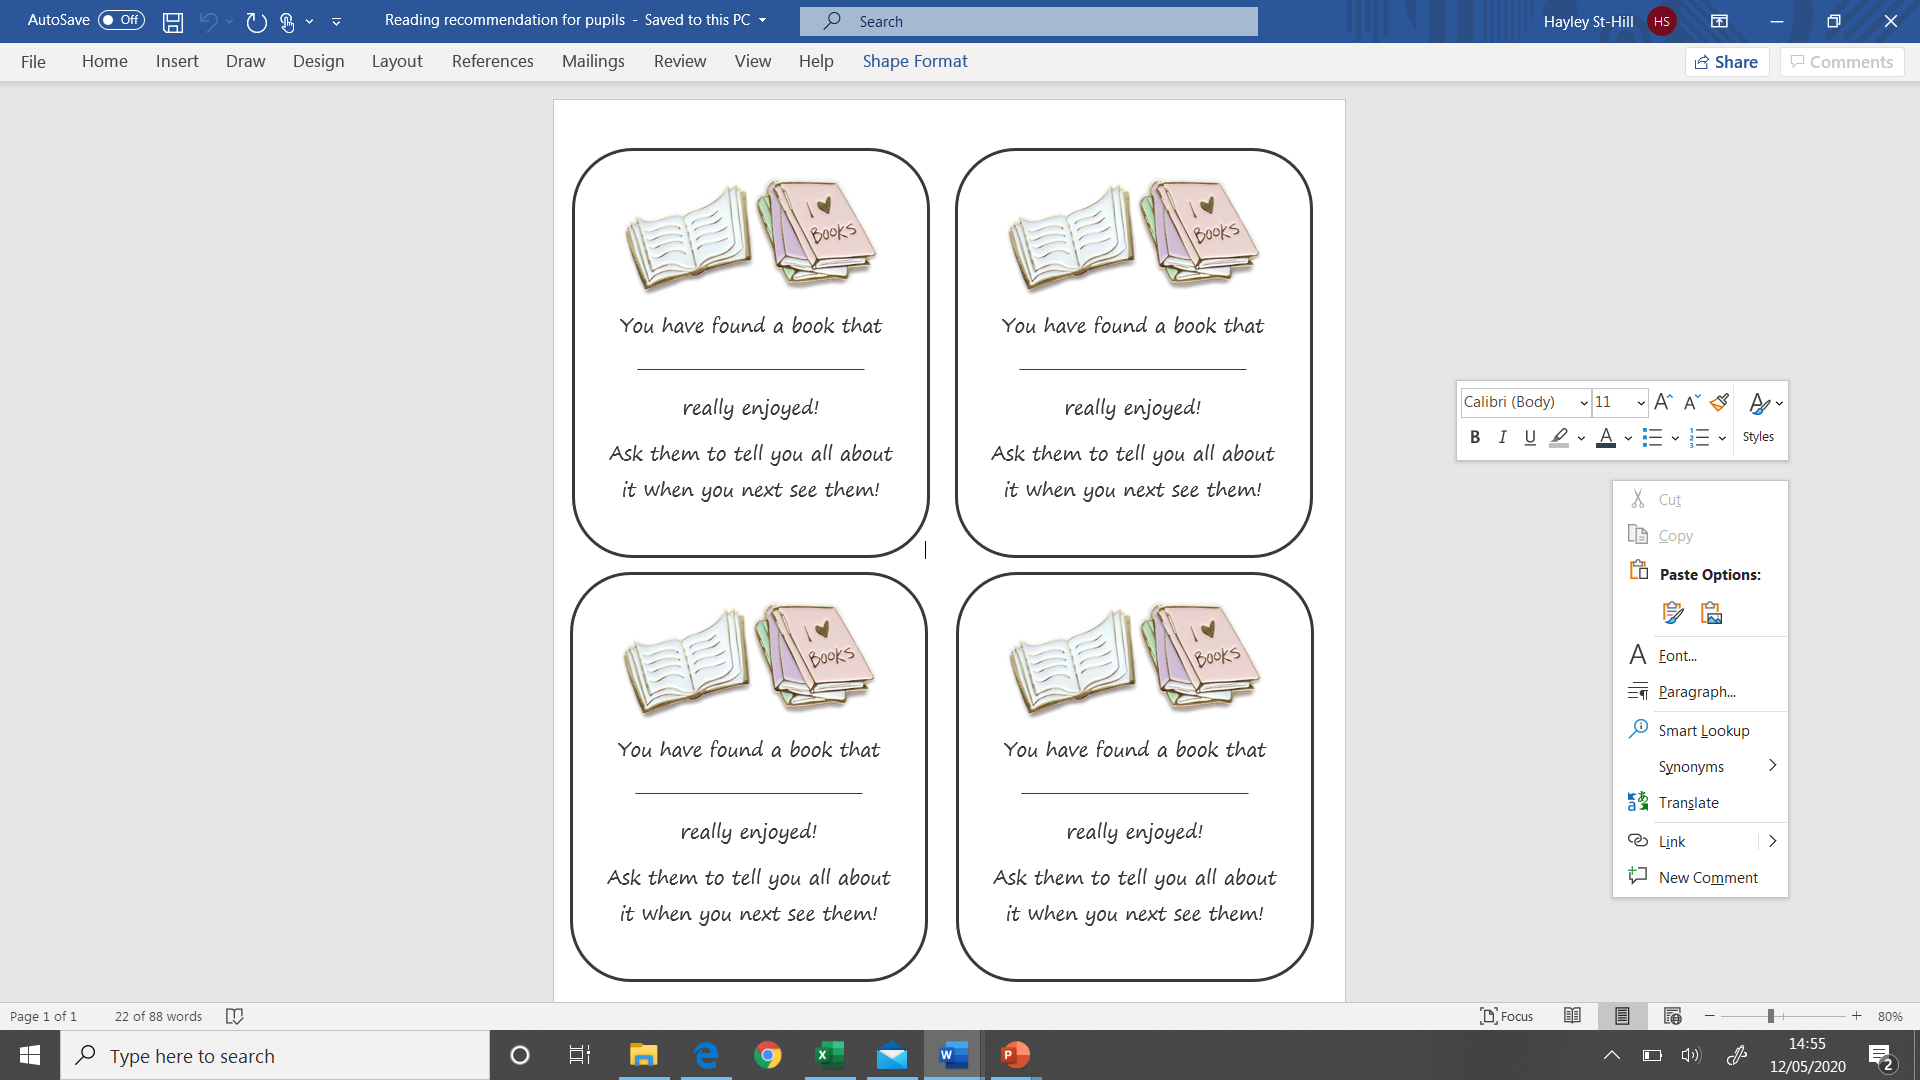 AutoSave Off Reading recommendation for pupils - Saved to this PC Search Hayley St-Hill HS
File Home Insert Draw Design Layout References Mailings Review View Help Shape Format Share Comments
I ♥ BOOKS
You have found a book that
really enjoyed!
Ask them to tell you all about
it when you next see them!
I ♥ BOOKS
You have found a book that
really enjoyed!
Ask them to tell you all about
it when you next see them!
I ♥ BOOKS
You have found a book that
really enjoyed!
Ask them to tell you all about
it when you next see them!
I ♥ BOOKS
You have found a book that
really enjoyed!
Ask them to tell you all about
it when you next see them!
Calibri (Body) 11
B I U A Styles
Cut
Copy
Paste Options:
Font...
Paragraph...
Smart Lookup
Synonyms
Translate
Link
New Comment
Page 1 of 1 22 of 88 words Focus 80%
Type here to search
14:55
12/05/2020
2